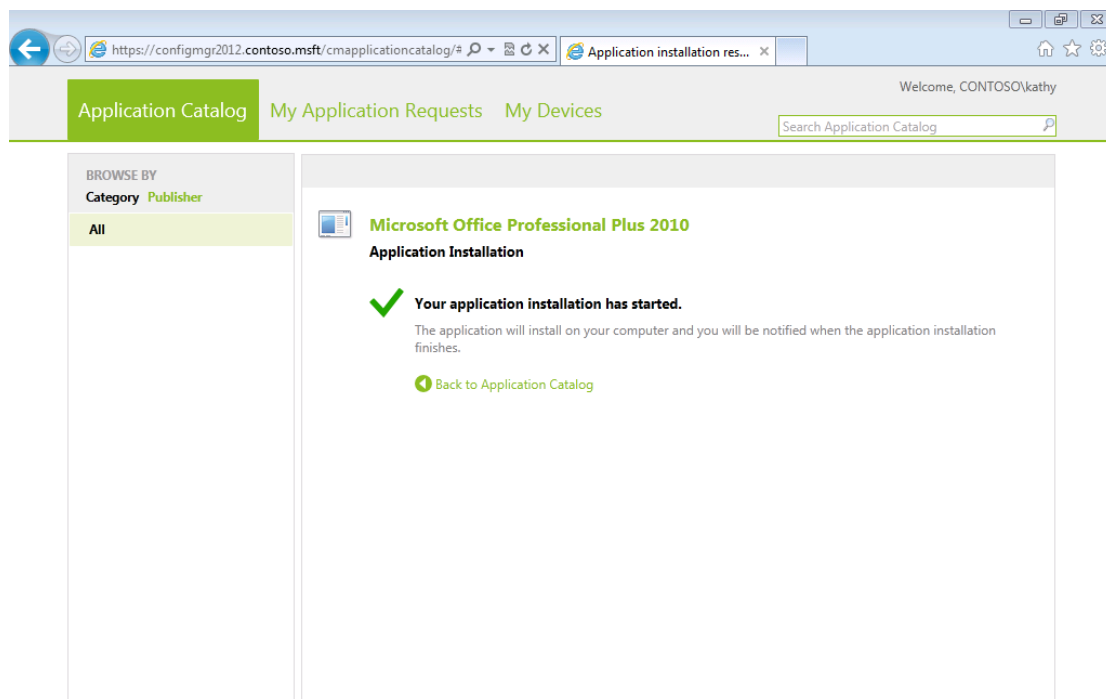 https://configmgr2012.contoso.msft/cmapplicationcatalog/#
Application installation res...
Welcome, CONTOSO\kathy
Application Catalog My Application Requests My Devices
Search Application Catalog
BROWSE BY
Category Publisher
All
Microsoft Office Professional Plus 2010
Application Installation
Your application installation has started.
The application will install on your computer and you will be notified when the application installation
finishes.
Back to Application Catalog